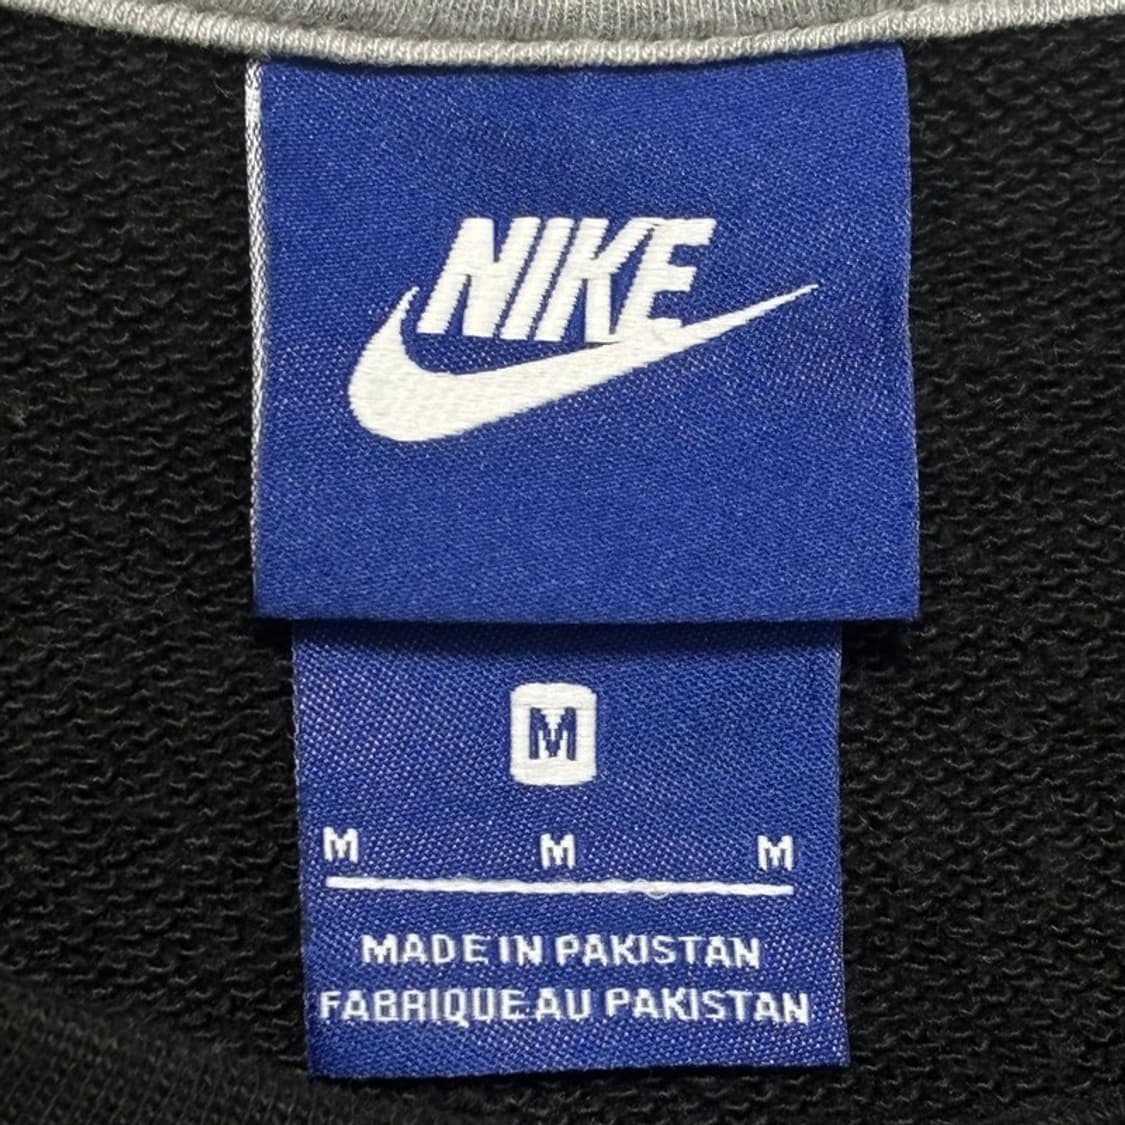 NIKE
M
M M M
MADE IN PAKISTAN
FABRIQUE AU PAKISTAN